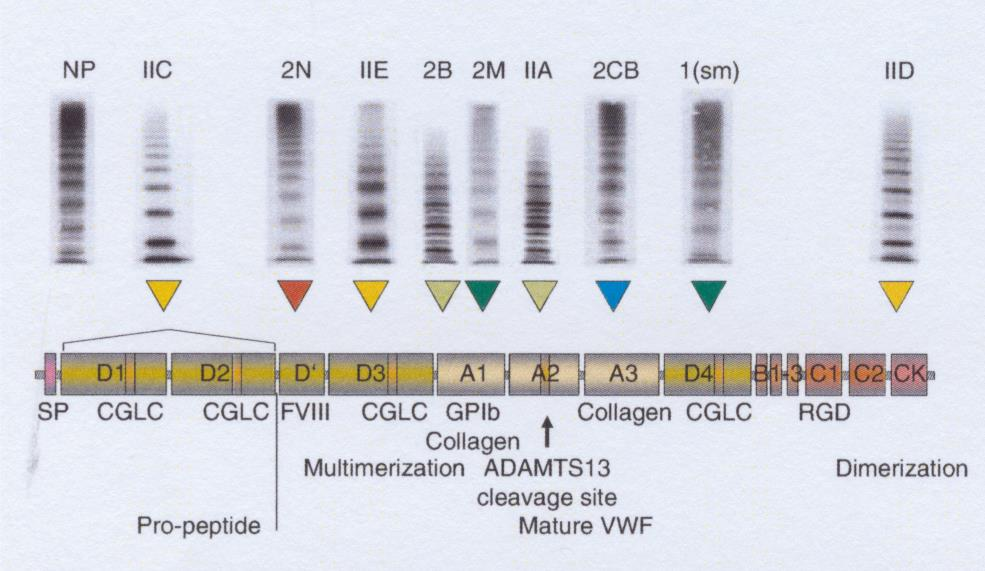 NP IIC 2N IIE 2B 2M IIA 2CB 1(sm) IID
D1 D2 D' D3 A1 A2 A3 D4 B1-3 C1 C2 CK
SP CGLC CGLC FVIII CGLC GPIb Collagen CGLC RGD
Collagen
Multimerization ADAMTS13 Dimerization
cleavage site
Pro-peptide Mature VWF